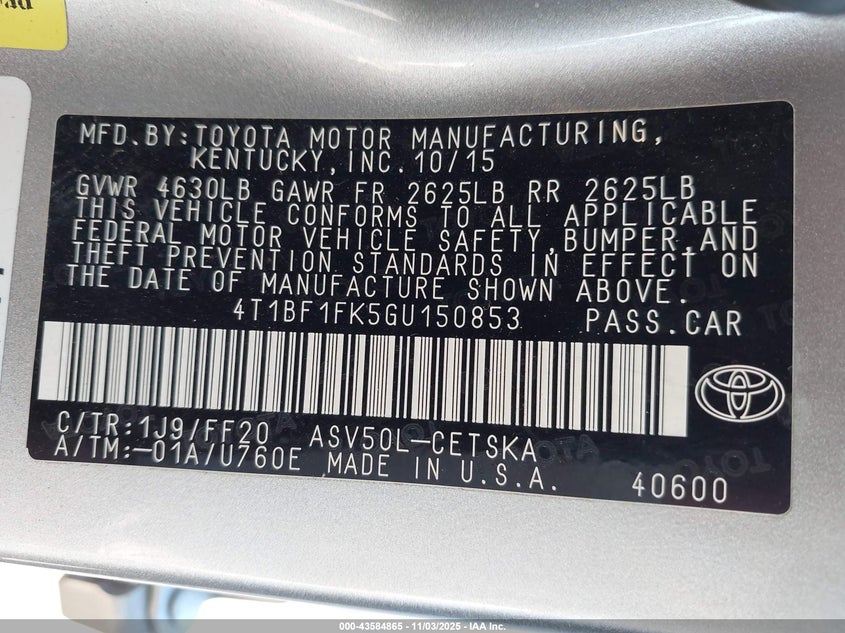 MFD.BY:TOYOTA MOTOR MANUFACTURING,
KENTUCKY,INC.10/15
GVWR 4630LB GAWR FR 2625LB RR 2625LB
THIS VEHICLE CONFORMS TO ALL APPLICABLE
FEDERAL MOTOR VEHICLE SAFETY,BUMPER,AND
THEFT PREVENTION STANDARDS IN EFFECT ON
THE DATE OF MANUFACTURE SHOWN ABOVE.
4T1BF1FK5GU150853 PASS.CAR
C/TR:1J9/FF20 ASV50L-CETSKA
A/TM:-01A/U760E MADE IN U.S.A.
40600
000-43584865 - 11/03/2025 - IAA Inc.